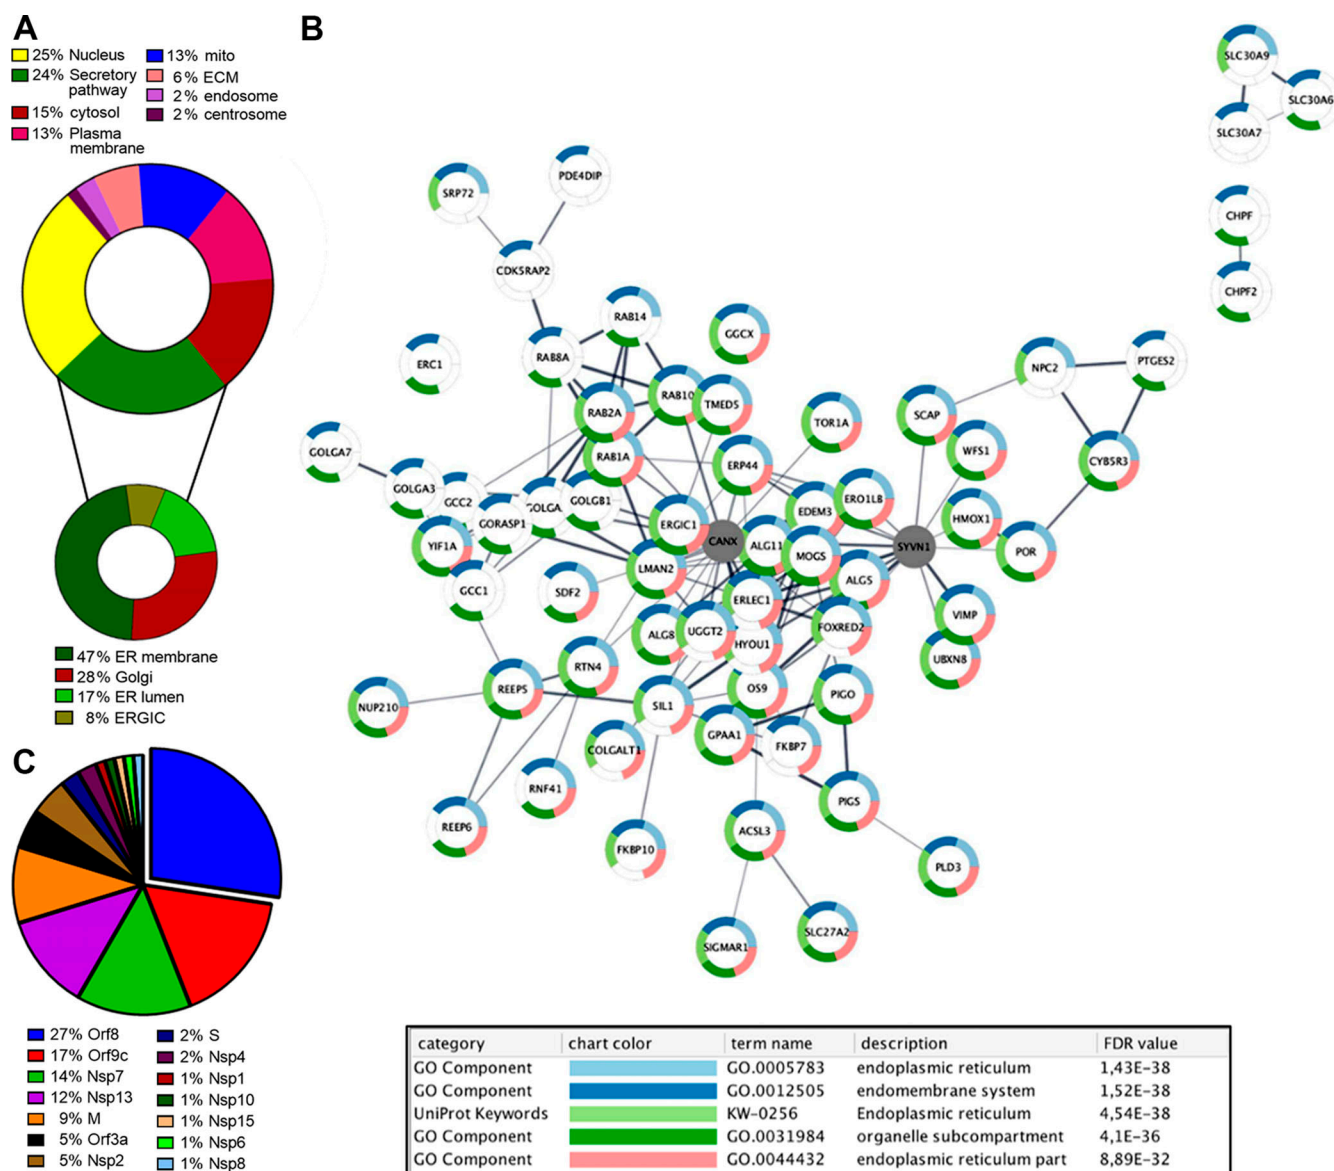 A
25% Nucleus
13% mito
24% Secretory pathway
6% ECM
2% endosome
15% cytosol
2% centrosome
13% Plasma membrane
47% ER membrane
28% Golgi
17% ER lumen
8% ERGIC
B
SLC30A9
SLC30A6
SLC30A7
CHPF
CHPF2
SRP72
PDE4DIP
CDK5RAP2
RAB14
GGCX
ERC1
RAB8A
NPC2
PTGES2
RAB10
TMED5
RAB2A
TOR1A
SCAP
GOLGA7
RAB1A
ERP44
WFS1
CYB5R3
GOLGA3
GCC2
GOLGA
GOLGB1
ERO1LB
GORASP1
ERGIC1
EDEM3
HMOX1
YIF1A
CANX
ALG11
MOGS
SYVN1
POR
LMAN2
ALG5
GCC1
SDF2
ERLEC1
VIMP
ALG8
UGGT2
HYOU1
FOXRED2
UBXN8
RTN4
REEP5
OS9
PIGO
NUP210
SIL1
GPAA1
FKBP7
COLGALT1
RNF41
PIGS
REEP6
FKBP10
ACSL3
PLD3
SIGMAR1
SLC27A2
category chart color term name description FDR value
GO Component GO.0005783 endoplasmic reticulum 1,43E-38
GO Component GO.0012505 endomembrane system 1,52E-38
UniProt Keywords KW-0256 Endoplasmic reticulum 4,54E-38
GO Component GO.0031984 organelle subcompartment 4,1E-36
GO Component GO.0044432 endoplasmic reticulum part 8,89E-32
C
27% Orf8
2% S
17% Orf9c
2% Nsp4
14% Nsp7
1% Nsp1
12% Nsp13
1% Nsp10
9% M
1% Nsp15
5% Orf3a
1% Nsp6
5% Nsp2
1% Nsp8